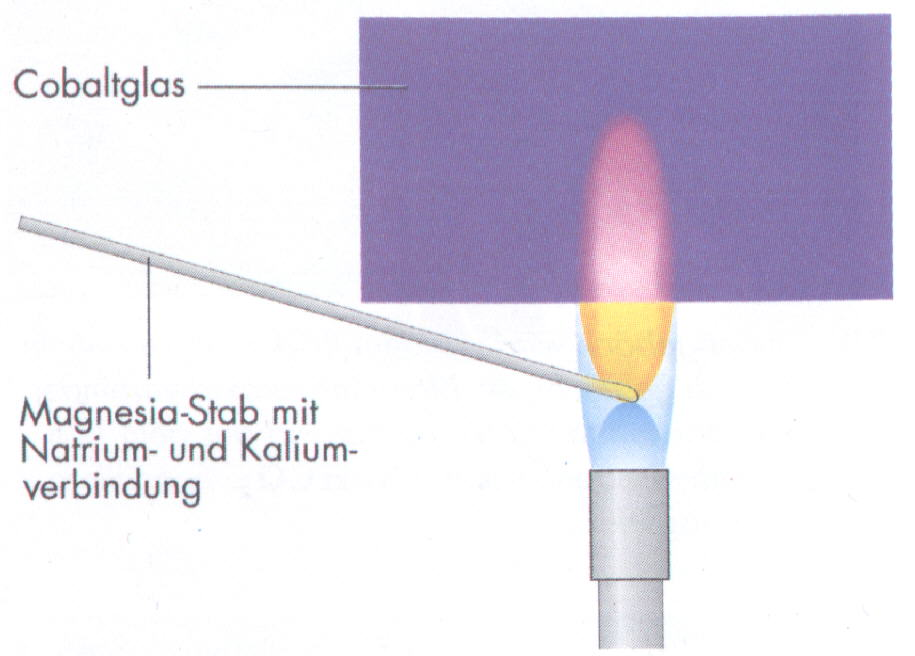 Cobaltglas
Magnesia-Stab mit
Natrium- und Kalium-
verbindung